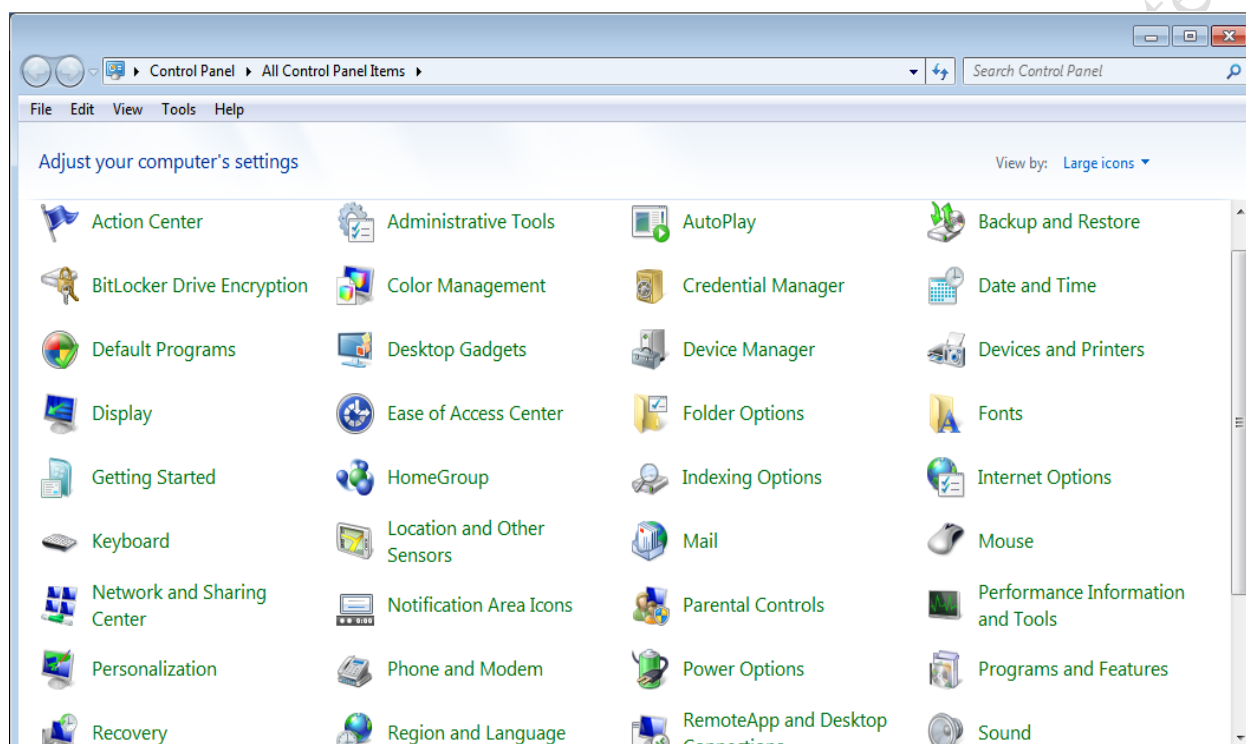 Control Panel All Control Panel Items
Search Control Panel
File Edit View Tools Help
Adjust your computer's settings
View by: Large icons
Action Center
Administrative Tools
AutoPlay
Backup and Restore
BitLocker Drive Encryption
Color Management
Credential Manager
Date and Time
Default Programs
Desktop Gadgets
Device Manager
Devices and Printers
Display
Ease of Access Center
Folder Options
Fonts
Getting Started
HomeGroup
Indexing Options
Internet Options
Keyboard
Location and Other
Sensors
Mail
Mouse
Network and Sharing
Center
Notification Area Icons
Parental Controls
Performance Information
and Tools
Personalization
Phone and Modem
Power Options
Programs and Features
Recovery
Region and Language
RemoteApp and Desktop
Sound